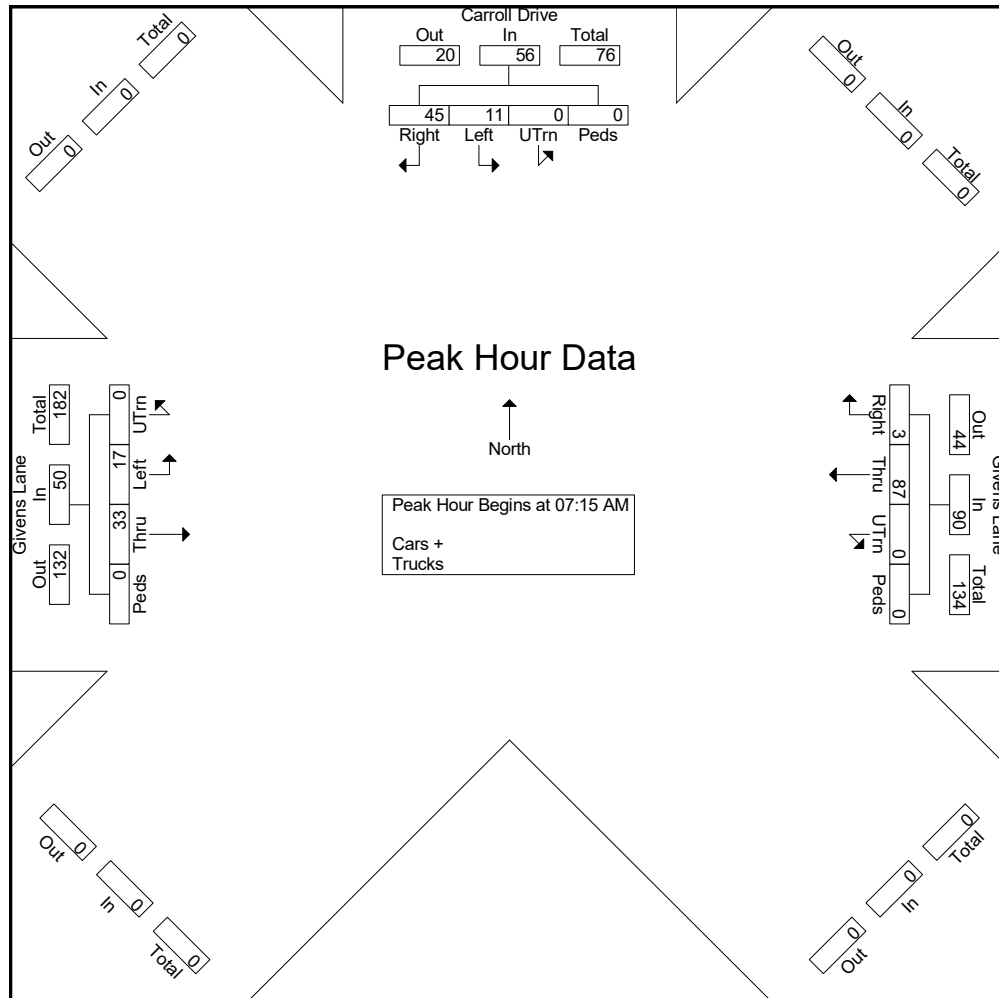 Carroll Drive
Out In Total
20 56 76
45 11 0 0
Right Left UTrn Peds
Total
0
In
0
Out
0
Out
0
In
0
Total
0
Peak Hour Data
North
Peak Hour Begins at 07:15 AM
Cars +
Trucks
Givens Lane
Out In Total
132 50 182
0 33 17 0
Peds Thru Left UTrn
Givens Lane
Out In Total
44 90 134
3 87 0 0
Right Thru UTrn Peds
Out
0
In
0
Total
0
Total
0
In
0
Out
0